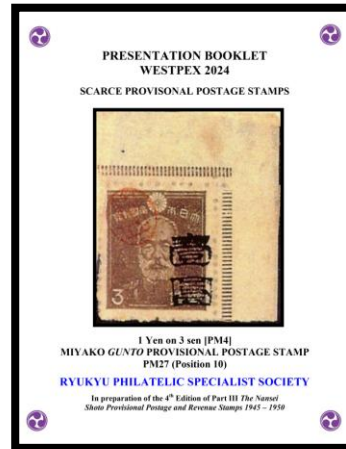 PRESENTATION BOOKLET
WESTPEX 2024
SCARCE PROVISONAL POSTAGE STAMPS
3
1 Yen on 3 sen [PM4]
MIYAKO GUNTO PROVISIONAL POSTAGE STAMP
PM27 (Position 10)
RYUKYU PHILATELIC SPECIALIST SOCIETY
In preparation of the 4th Edition of Part III The Nansei
Shoto Provisional Postage and Revenue Stamps 1945 – 1950